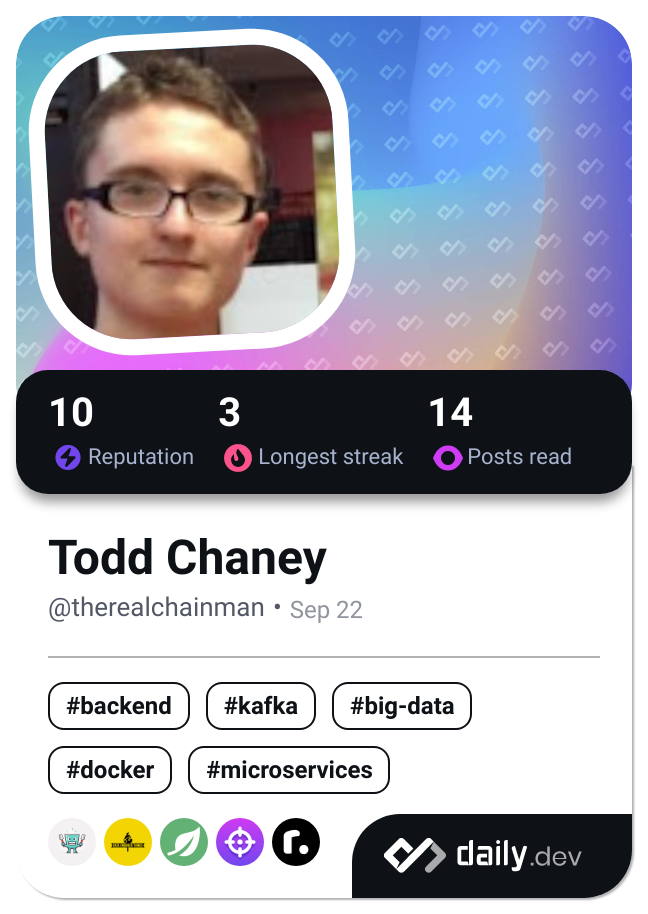 10 3 14
Reputation Longest streak Posts read
Todd Chaney
@therealchainman • Sep 22
#backend #kafka #big-data
#docker #microservices
daily.dev